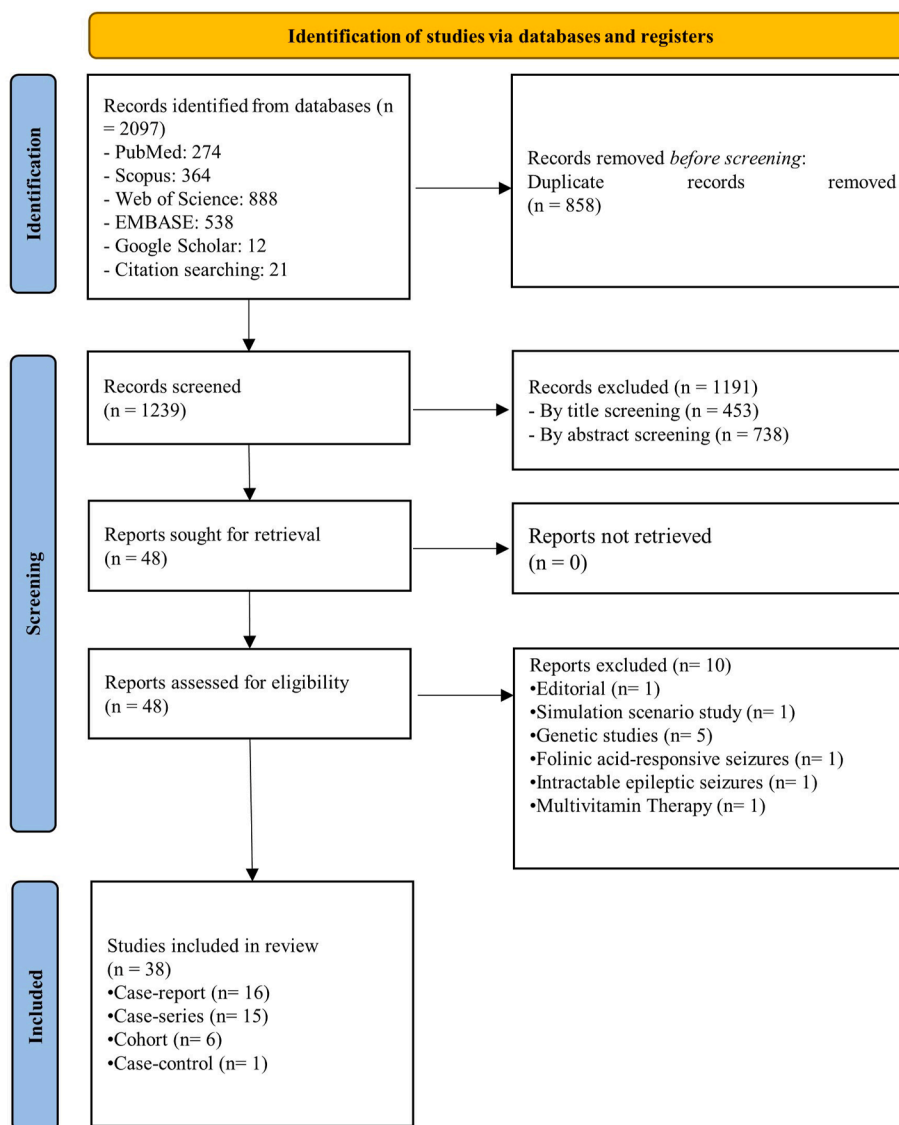 Identification of studies via databases and registers
Identification
Records identified from databases (n
= 2097)
- PubMed: 274
- Scopus: 364
- Web of Science: 888
- EMBASE: 538
- Google Scholar: 12
- Citation searching: 21
Records removed before screening:
Duplicate records removed
(n = 858)
Screening
Records screened
(n = 1239)
Records excluded (n = 1191)
- By title screening (n = 453)
- By abstract screening (n = 738)
Reports sought for retrieval
(n = 48)
Reports not retrieved
(n = 0)
Reports assessed for eligibility
(n = 48)
Reports excluded (n= 10)
•Editorial (n= 1)
•Simulation scenario study (n= 1)
•Genetic studies (n= 5)
•Folinic acid-responsive seizures (n= 1)
•Intractable epileptic seizures (n= 1)
•Multivitamin Therapy (n= 1)
Included
Studies included in review
(n = 38)
•Case-report (n= 16)
•Case-series (n= 15)
•Cohort (n= 6)
•Case-control (n= 1)